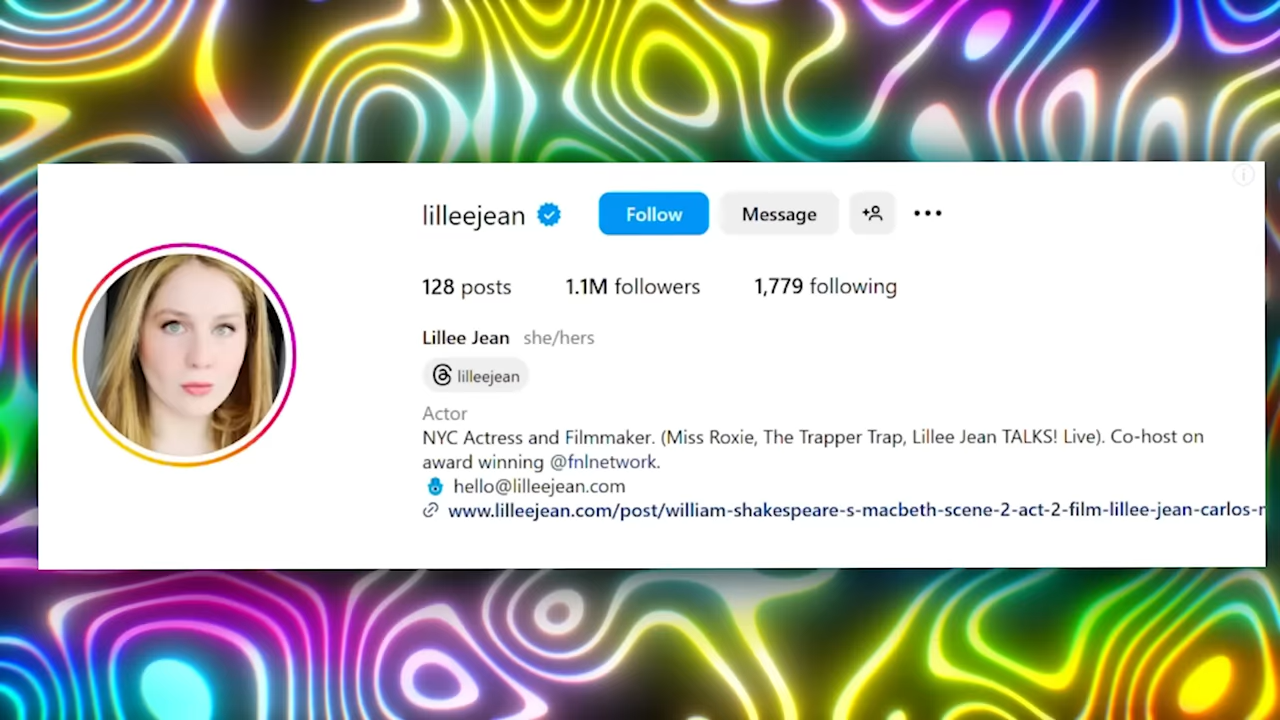 lilleejean Follow Message
128 posts 1.1M followers 1,779 following
Lillee Jean she/hers
lilleejean
Actor
NYC Actress and Filmmaker. (Miss Roxie, The Trapper Trap, Lillee Jean TALKS! Live). Co-host on
award winning @fnlnetwork.
hello@lilleejean.com
www.lilleejean.com/post/william-shakespeare-s-macbeth-scene-2-act-2-film-lillee-jean-carlos-